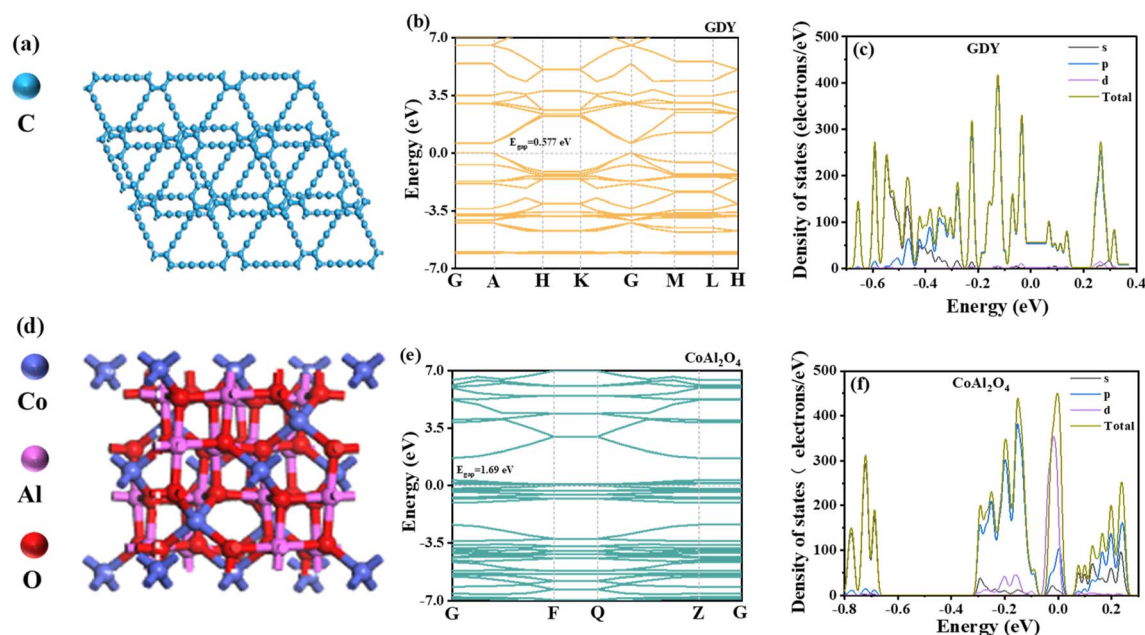 (a)
C
(b)
GDY
7.0
3.5
0.0
-3.5
-7.0
Energy (eV)
E_gap=0.577 eV
G A H K G M L H
(c)
GDY
s
p
d
Total
500
400
300
200
100
0
Density of states (electrons/eV)
-0.6 -0.4 -0.2 0.0 0.2 0.4
Energy (eV)
(d)
Co
Al
O
(e)
CoAl₂O₄
7.0
3.5
0.0
-3.5
-7.0
Energy (eV)
E_gap=1.69 eV
G F Q Z G
(f)
CoAl₂O₄
s
p
d
Total
500
450
300
200
100
0
Density of states （ electrons/eV)
-0.8 -0.6 -0.4 -0.2 0.0 0.2
Energy (eV)